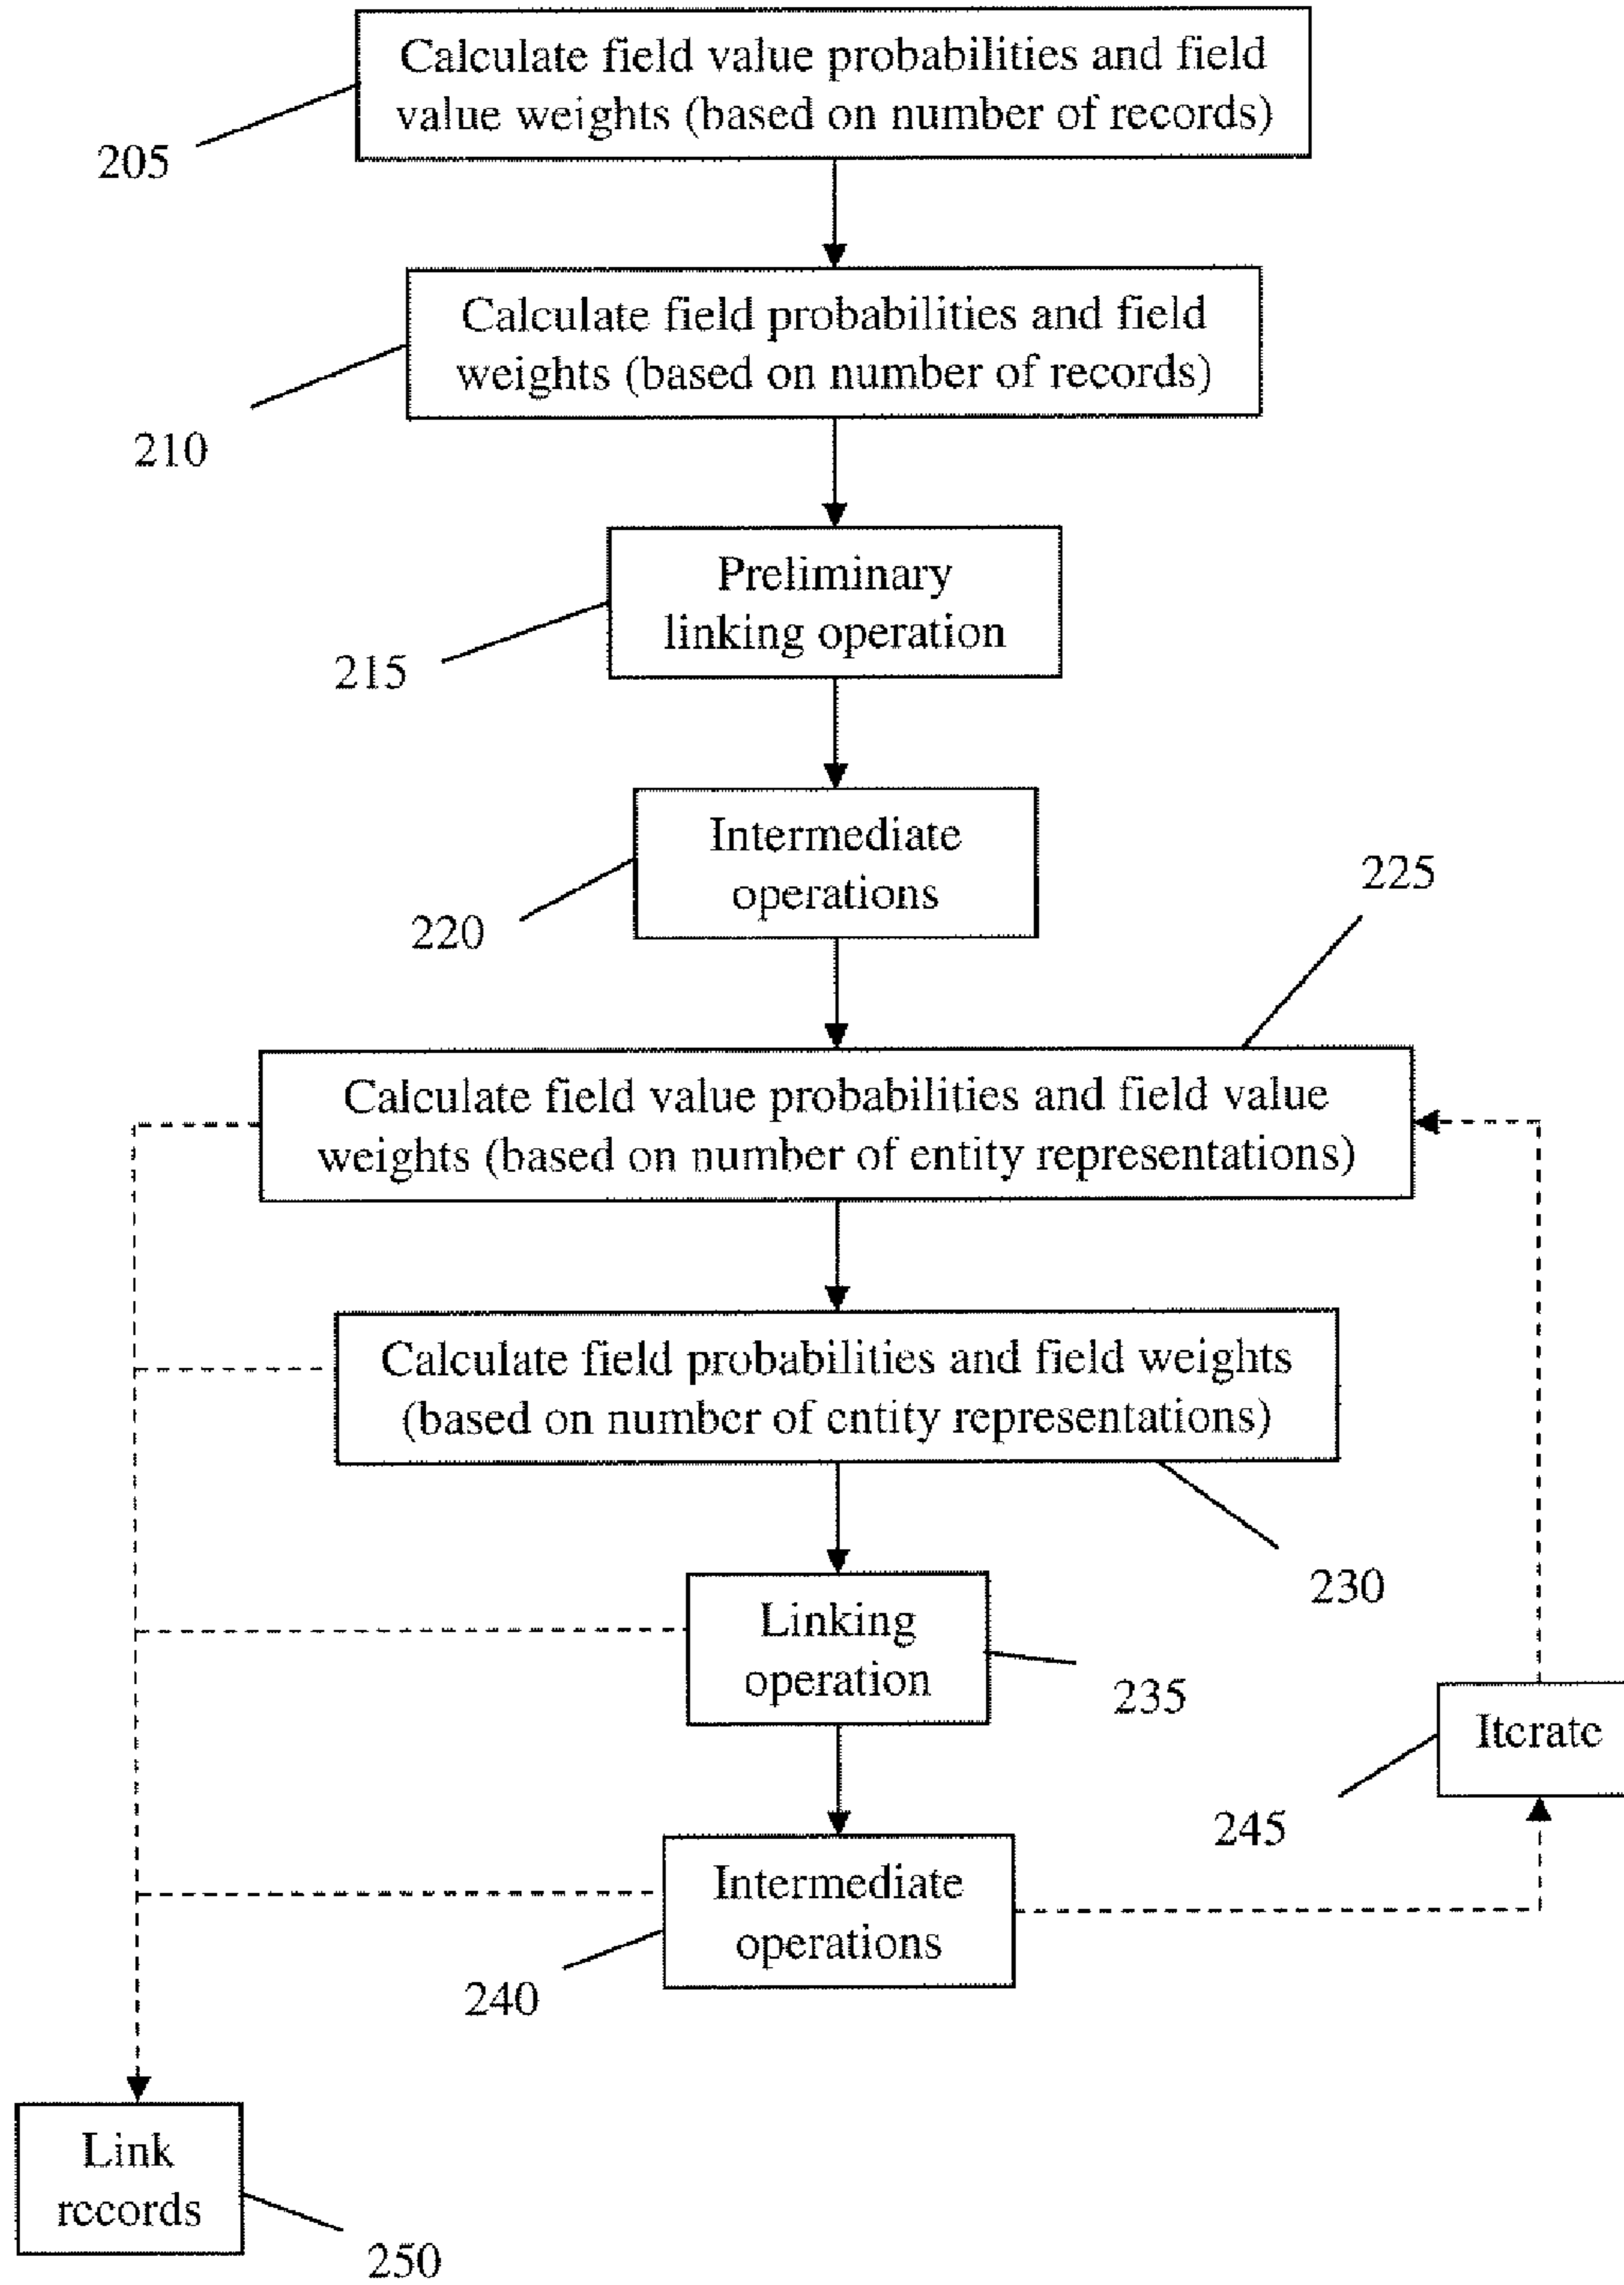 Calculate field value probabilities and field
value weights (based on number of records)
205
Calculate field probabilities and field
weights (based on number of records)
210
Preliminary
linking operation
215
Intermediate
operations
220
225
Calculate field value probabilities and field value
weights (based on number of entity representations)
Calculate field probabilities and field weights
(based on number of entity representations)
230
Linking
operation
235
Iterate
245
Intermediate
operations
240
Link
records
250